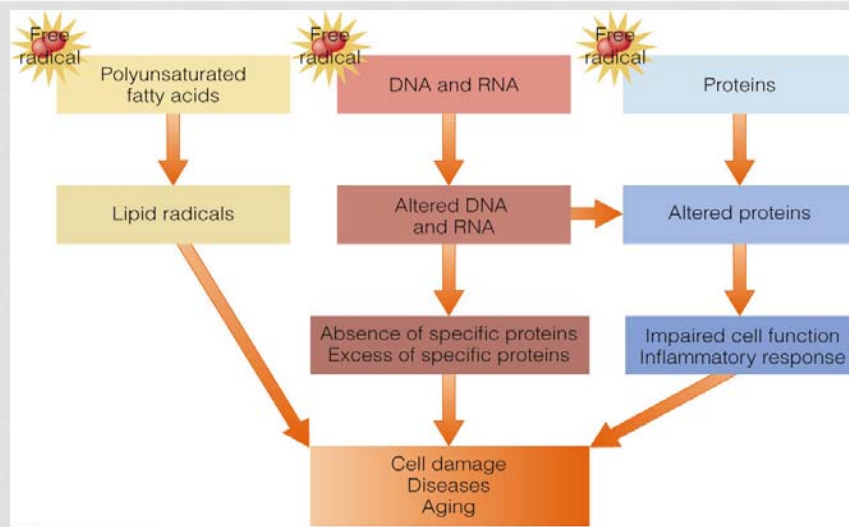 Free
radical
Polyunsaturated
fatty acids
Free
radical
DNA and RNA
Free
radical
Proteins
Lipid radicals
Altered DNA
and RNA
Altered proteins
Absence of specific proteins
Excess of specific proteins
Impaired cell function
Inflammatory response
Cell damage
Diseases
Aging